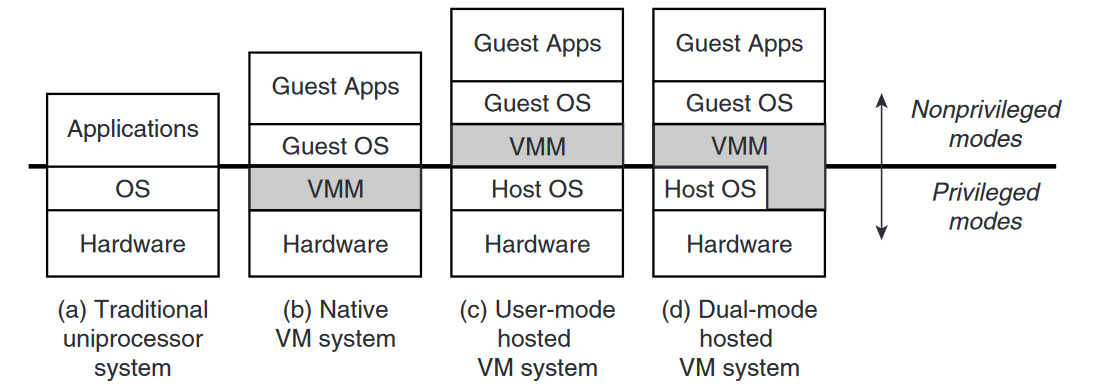 Applications
OS
Hardware
(a) Traditional
uniprocessor
system
Guest Apps
Guest OS
VMM
Hardware
(b) Native
VM system
Guest Apps
Guest OS
VMM
Host OS
Hardware
(c) User-mode
hosted
VM system
Guest Apps
Guest OS
VMM
Host OS
Hardware
(d) Dual-mode
hosted
VM system
Nonprivileged
modes
Privileged
modes